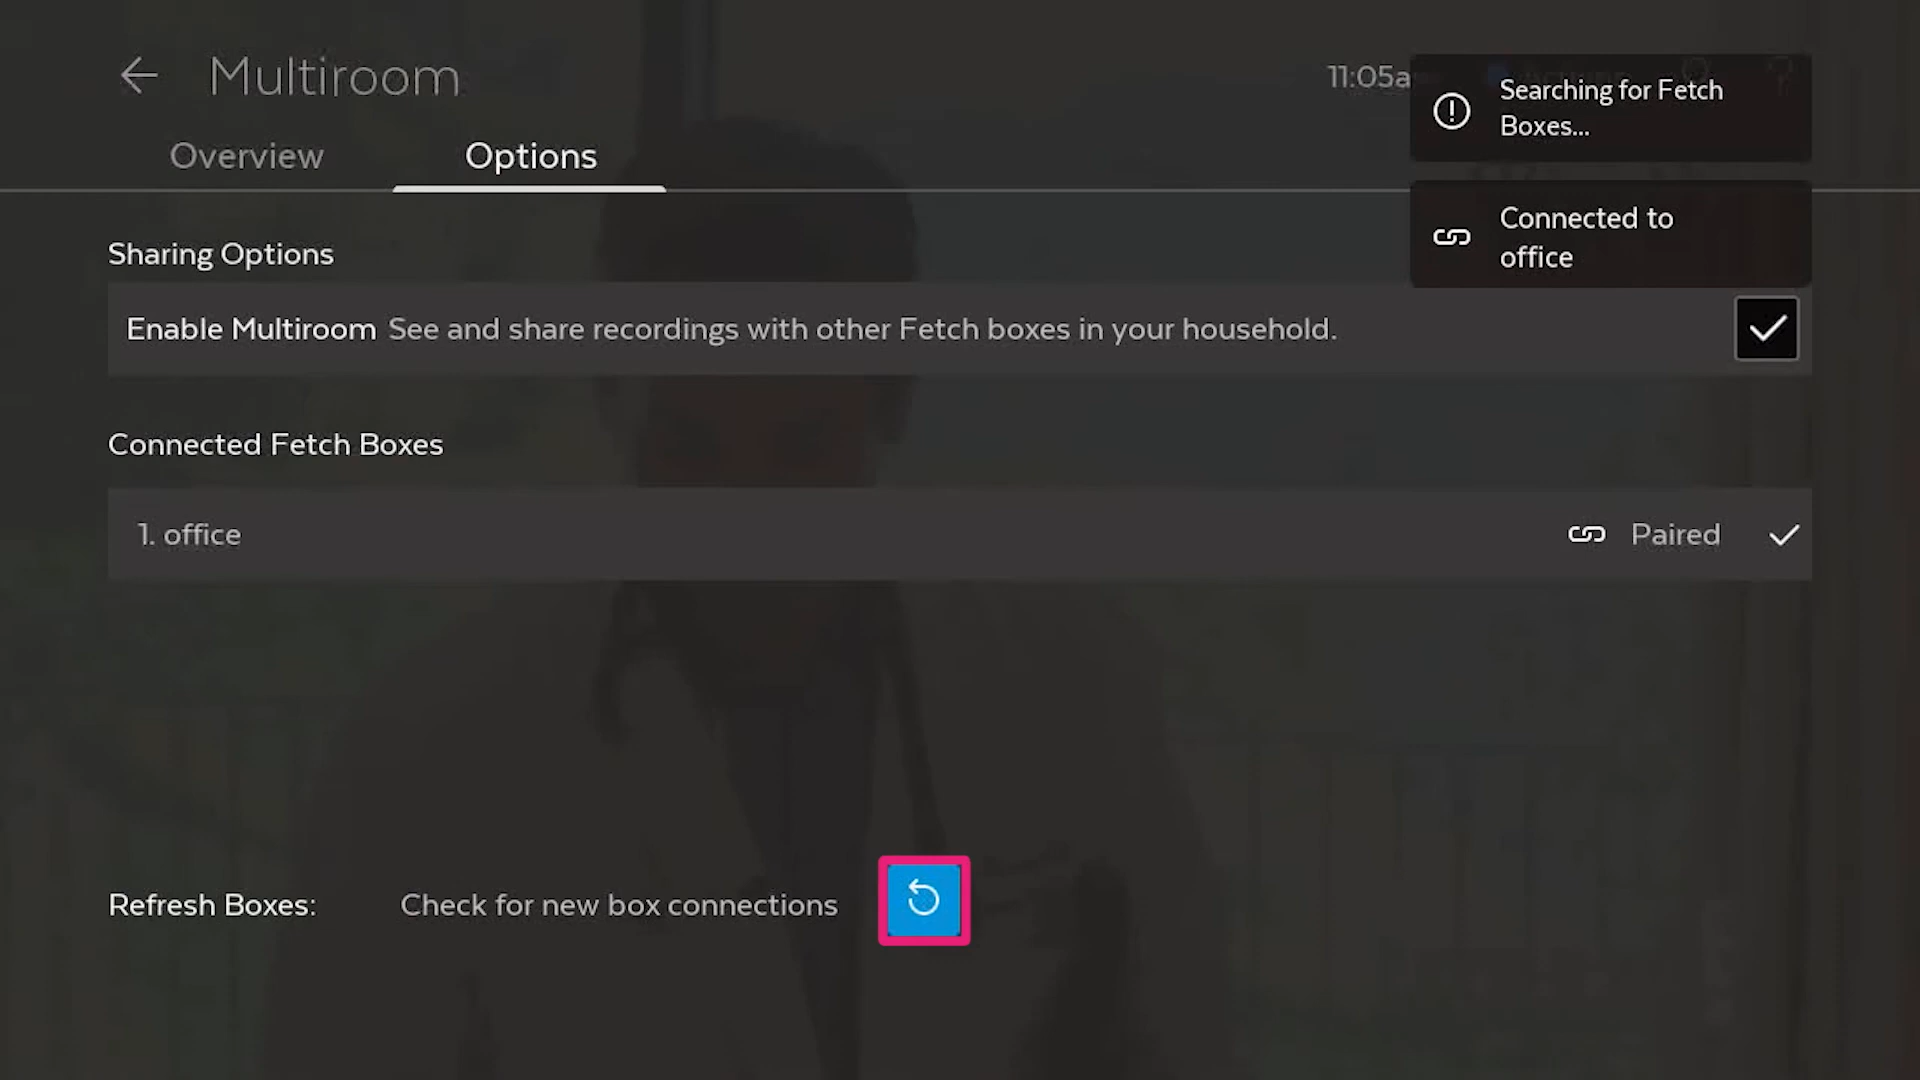 Multiroom
11:05a
Searching for Fetch
Boxes...
Overview
Options
Connected to
office
Sharing Options
Enable Multiroom See and share recordings with other Fetch boxes in your household.
Connected Fetch Boxes
1. office
Paired
Refresh Boxes:
Check for new box connections